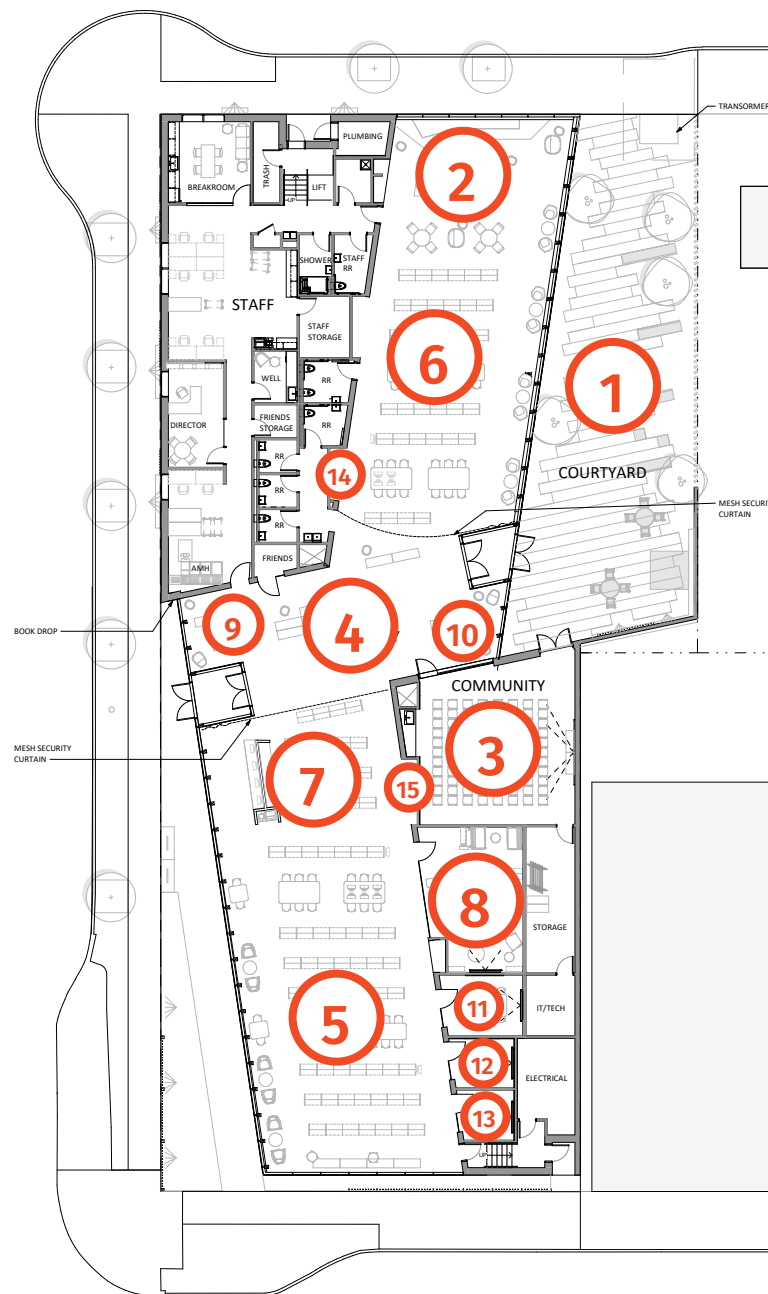 TRANSORMER
PLUMBING
2
TRASH
BREAKROOM
LIFT
UP
SHOWER
STAFF
RR
STAFF
STAFF
STORAGE
6
1
WELL
RR
DIRECTOR
FRIENDS
STORAGE
RR
RR
14
COURTYARD
RR
MESH SECURITY
CURTAIN
RR
FRIENDS
AMH
BOOK DROP
9
4
10
COMMUNITY
MESH SECURITY
CURTAIN
7
3
15
8
STORAGE
11
IT/TECH
5
12
ELECTRICAL
13
UP